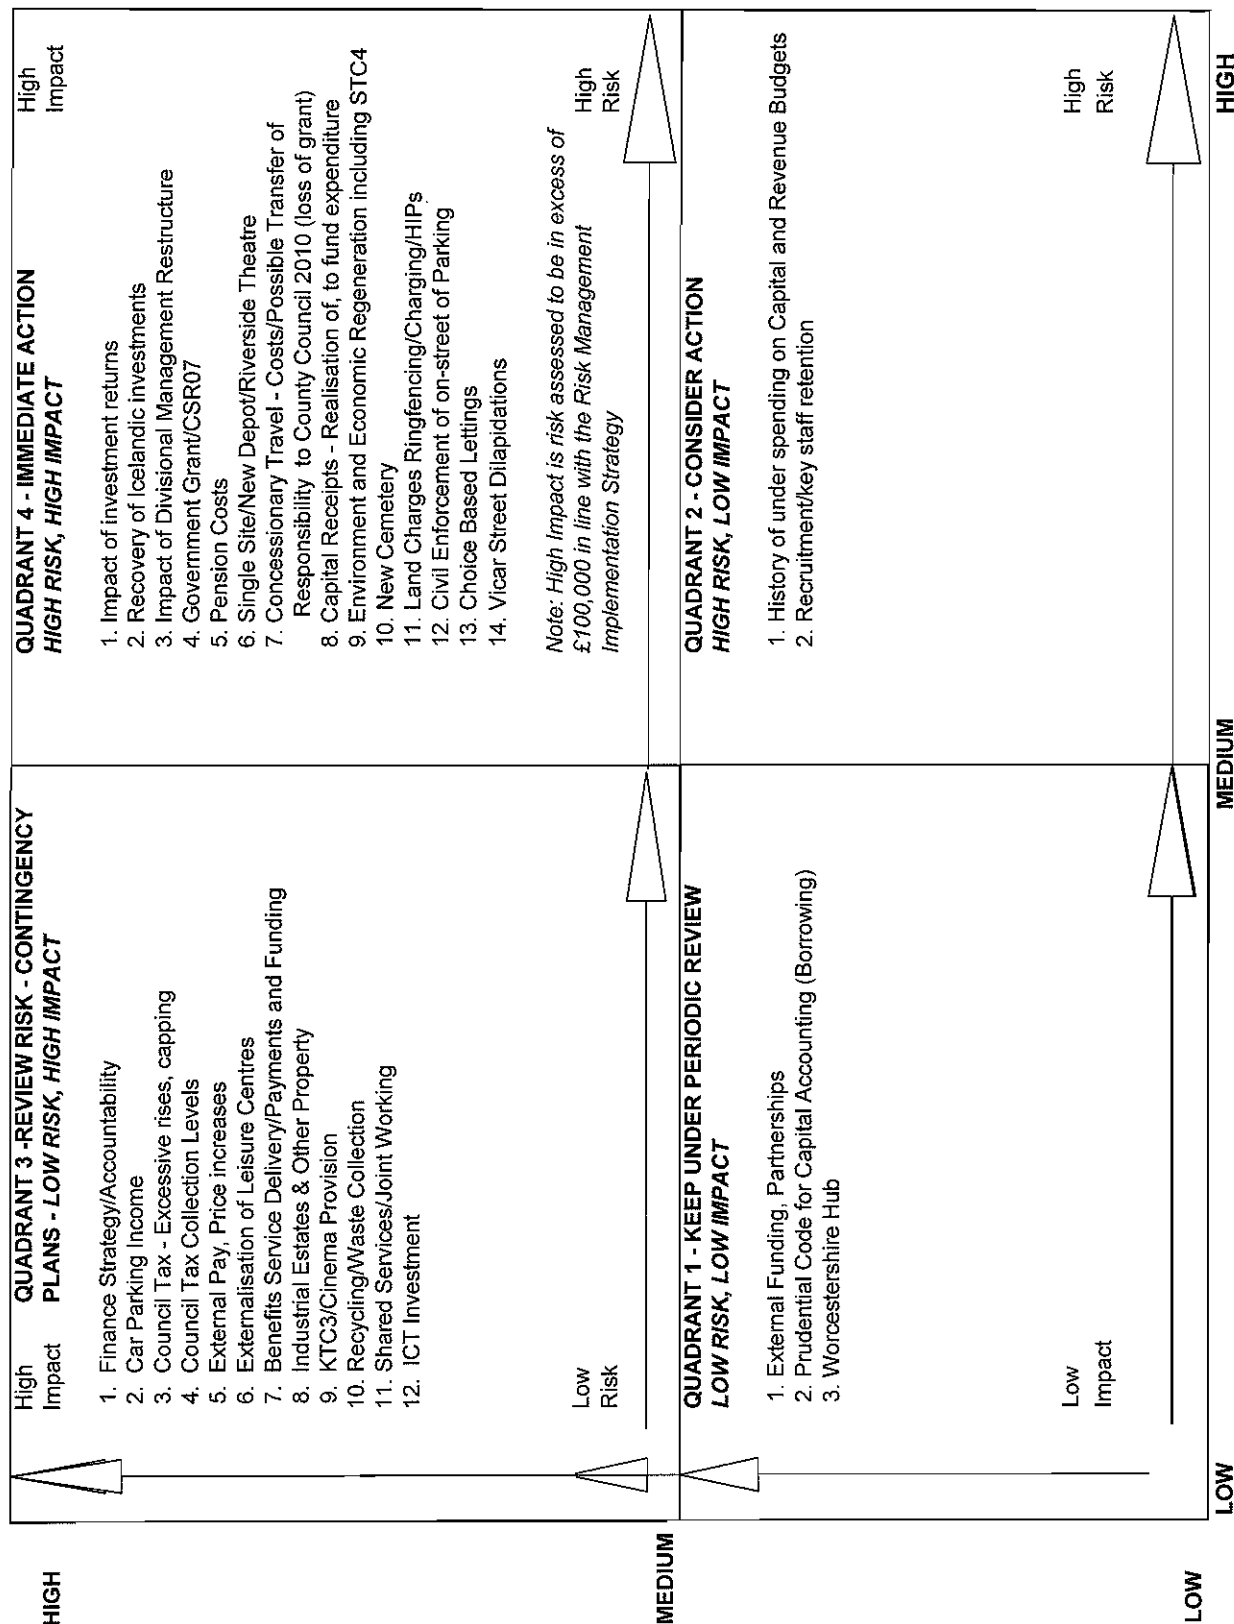 HIGH
High
Impact
QUADRANT 3 -REVIEW RISK - CONTINGENCY
PLANS - LOW RISK, HIGH IMPACT
1. Finance Strategy/Accountability
2. Car Parking Income
3. Council Tax - Excessive rises, capping
4. Council Tax Collection Levels
5. External Pay, Price increases
6. Externalisation of Leisure Centres
7. Benefits Service Delivery/Payments and Funding
8. Industrial Estates & Other Property
9. KTC3/Cinema Provision
10. Recycling/Waste Collection
11. Shared Services/Joint Working
12. ICT Investment
Low
Risk
QUADRANT 4 - IMMEDIATE ACTION
HIGH RISK, HIGH IMPACT
High
Impact
1. Impact of investment returns
2. Recovery of Icelandic investments
3. Impact of Divisional Management Restructure
4. Government Grant/CSR07
5. Pension Costs
6. Single Site/New Depot/Riverside Theatre
7. Concessionary Travel - Costs/Possible Transfer of
Responsibility to County Council 2010 (loss of grant)
8. Capital Receipts - Realisation of, to fund expenditure
9. Environment and Economic Regeneration including STC4
10. New Cemetery
11. Land Charges Ringfencing/Charging/HIPs
12. Civil Enforcement of on-street of Parking
13. Choice Based Lettings
14. Vicar Street Dilapidations
Note: High Impact is risk assessed to be in excess of
£100,000 in line with the Risk Management
Implementation Strategy
High
Risk
MEDIUM
QUADRANT 1 - KEEP UNDER PERIODIC REVIEW
LOW RISK, LOW IMPACT
1. External Funding, Partnerships
2. Prudential Code for Capital Accounting (Borrowing)
3. Worcestershire Hub
Low
Impact
QUADRANT 2 - CONSIDER ACTION
HIGH RISK, LOW IMPACT
1. History of under spending on Capital and Revenue Budgets
2. Recruitment/key staff retention
High
Risk
LOW
LOW
MEDIUM
HIGH